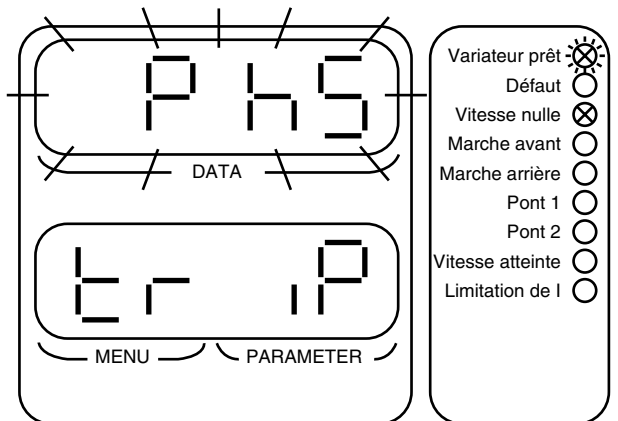 P hS
DATA
tr iP
MENU PARAMETER
Variateur prêt
Défaut
Vitesse nulle
Marche avant
Marche arrière
Pont 1
Pont 2
Vitesse atteinte
Limitation de I